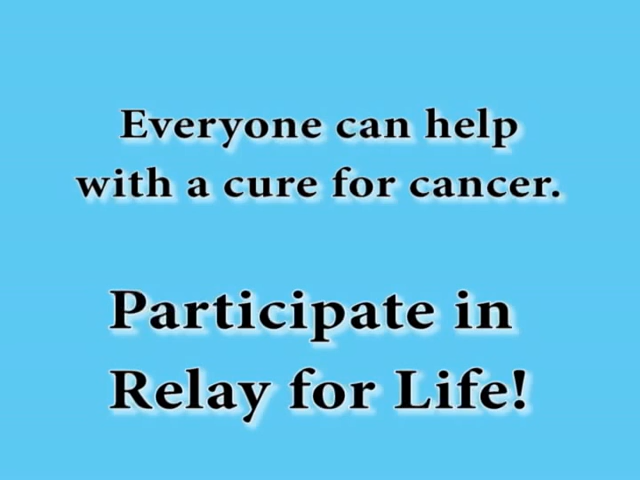 Everyone can help
with a cure for cancer.
Participate in
Relay for Life!